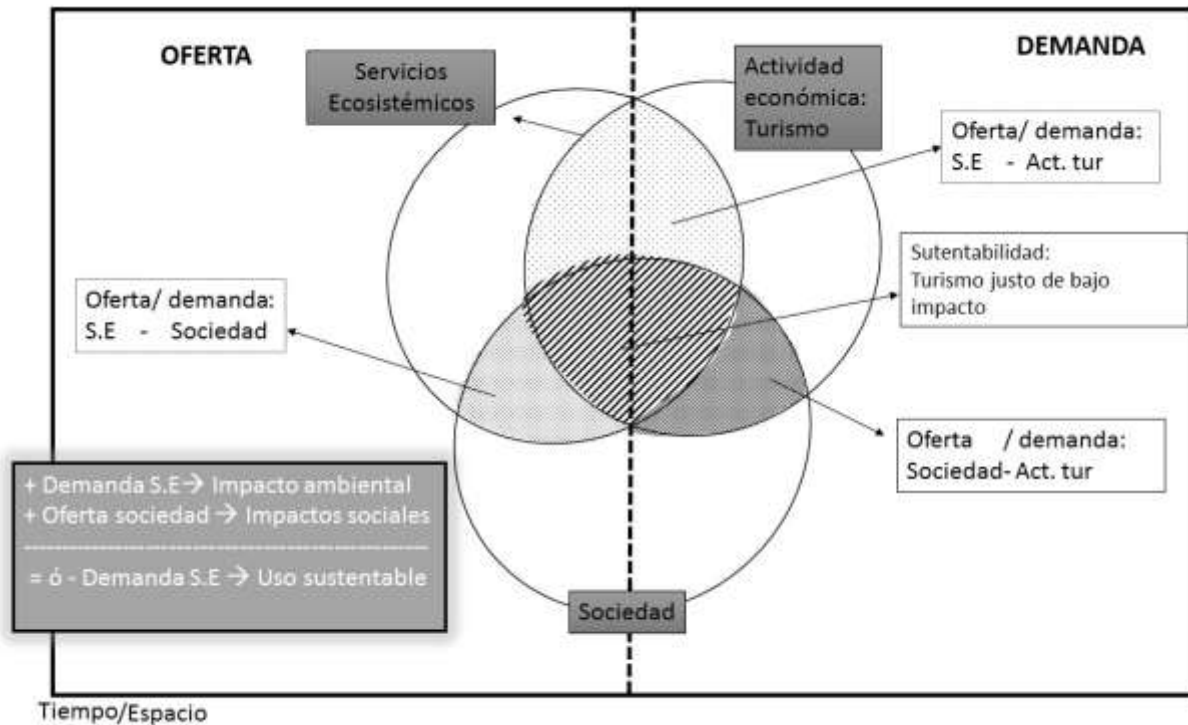 OFERTA
DEMANDA
Servicios
Ecosistémicos
Actividad
económica:
Turismo
Oferta/ demanda:
S.E - Act. tur
Sutentabilidad:
Turismo justo de bajo
impacto
Oferta/ demanda:
S.E - Sociedad
Oferta / demanda:
Sociedad- Act. tur
+ Demanda S.E→ Impacto ambiental
+ Oferta sociedad → Impactos sociales
----------------------------------------------------
= ó - Demanda S.E → Uso sustentable
Sociedad
Tiempo/Espacio